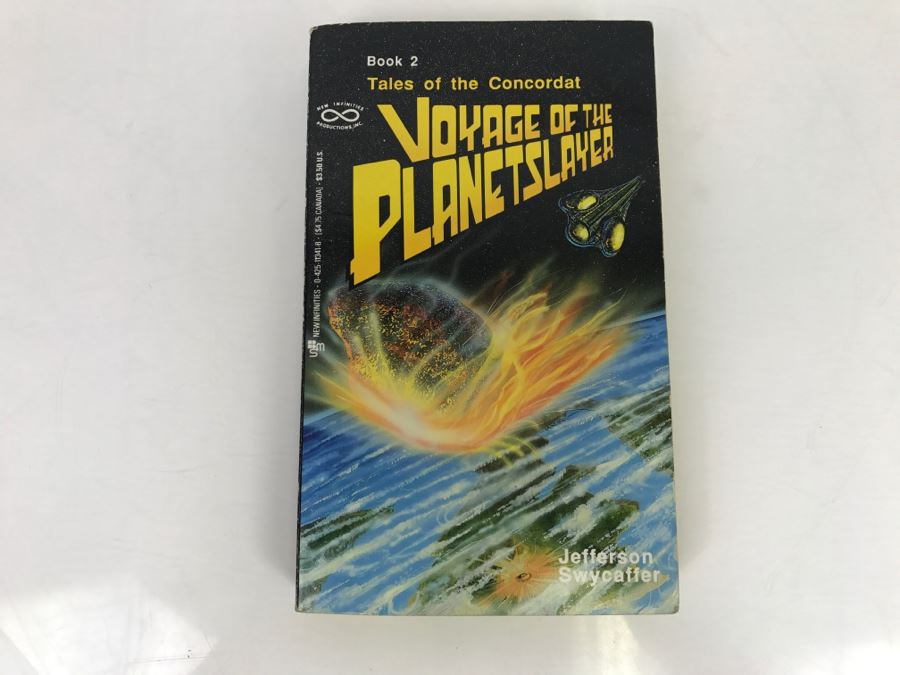 Book 2
Tales of the Concordat
NEW INFINITIES
PRODUCTIONS, INC.
VOYAGE OF THE
PLANETSLAYER
NEW INFINITIES · 0-425-11341-8 · ($4.75 CANADA) · $3.50 U.S.
Jefferson
Swycaffer